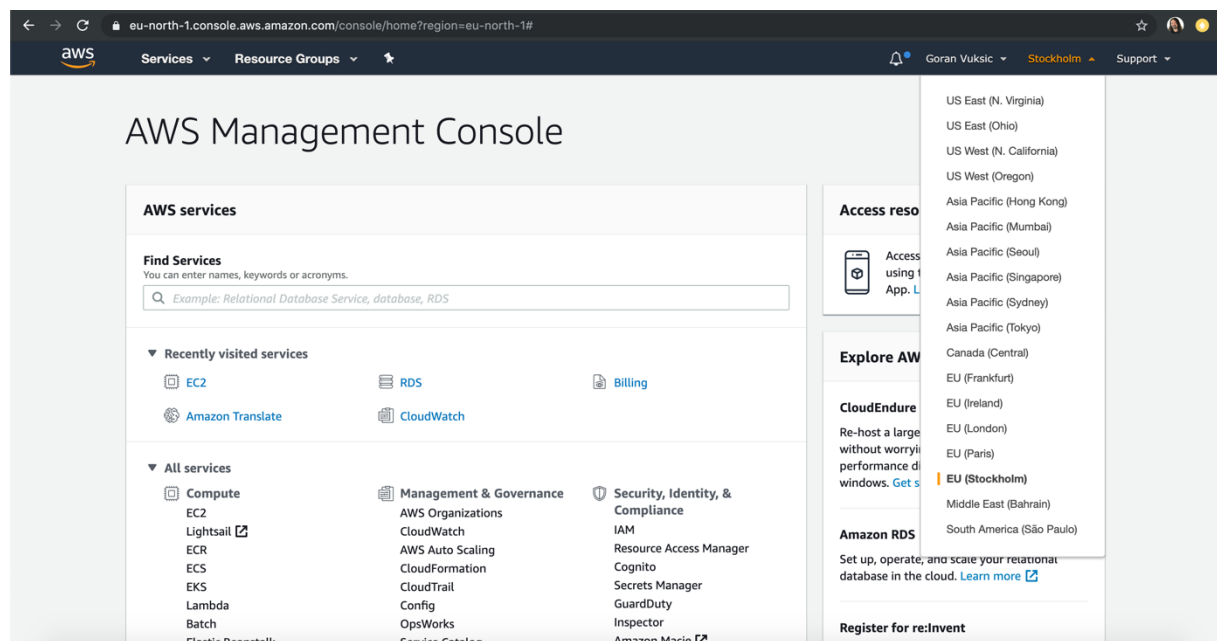 eu-north-1.console.aws.amazon.com/console/home?region=eu-north-1#
aws
Services
Resource Groups
Goran Vuksic
Stockholm
Support
AWS Management Console
AWS services
Find Services
You can enter names, keywords or acronyms.
Example: Relational Database Service, database, RDS
Recently visited services
EC2
RDS
Billing
Amazon Translate
CloudWatch
All services
Compute
EC2
Lightsail
ECR
ECS
EKS
Lambda
Batch
Management & Governance
AWS Organizations
CloudWatch
AWS Auto Scaling
CloudFormation
CloudTrail
Config
OpsWorks
Security, Identity, &
Compliance
IAM
Resource Access Manager
Cognito
Secrets Manager
GuardDuty
Inspector
Amazon Macie
Access reso
Access
using t
App. L
Explore AW
CloudEndure
Re-host a large
without worryi
performance di
windows. Get s
Amazon RDS
Set up, operate, and scale your relational
database in the cloud. Learn more
Register for re:Invent
US East (N. Virginia)
US East (Ohio)
US West (N. California)
US West (Oregon)
Asia Pacific (Hong Kong)
Asia Pacific (Mumbai)
Asia Pacific (Seoul)
Asia Pacific (Singapore)
Asia Pacific (Sydney)
Asia Pacific (Tokyo)
Canada (Central)
EU (Frankfurt)
EU (Ireland)
EU (London)
EU (Paris)
EU (Stockholm)
Middle East (Bahrain)
South America (São Paulo)